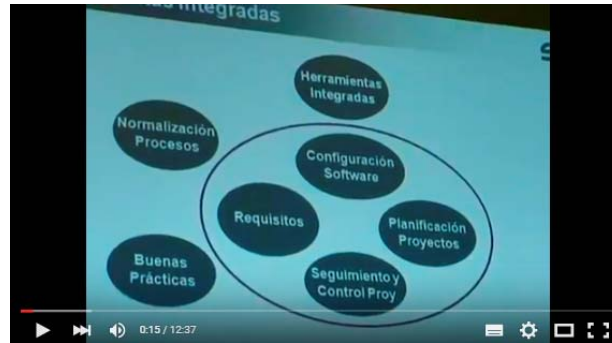 Integradas
Herramientas
Integradas
Normalización
Procesos
Configuración
Software
Requisitos
Planificación
Proyectos
Buenas
Prácticas
Seguimiento y
Control Proy
0:15 / 12:37